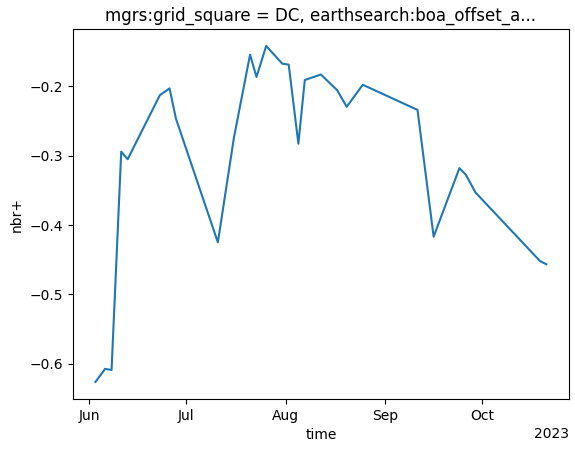 mgrs:grid_square = DC, earthsearch:boa_offset_a...
−0.2
−0.3
−0.4
−0.5
−0.6
nbr+
Jun Jul Aug Sep Oct
time
2023